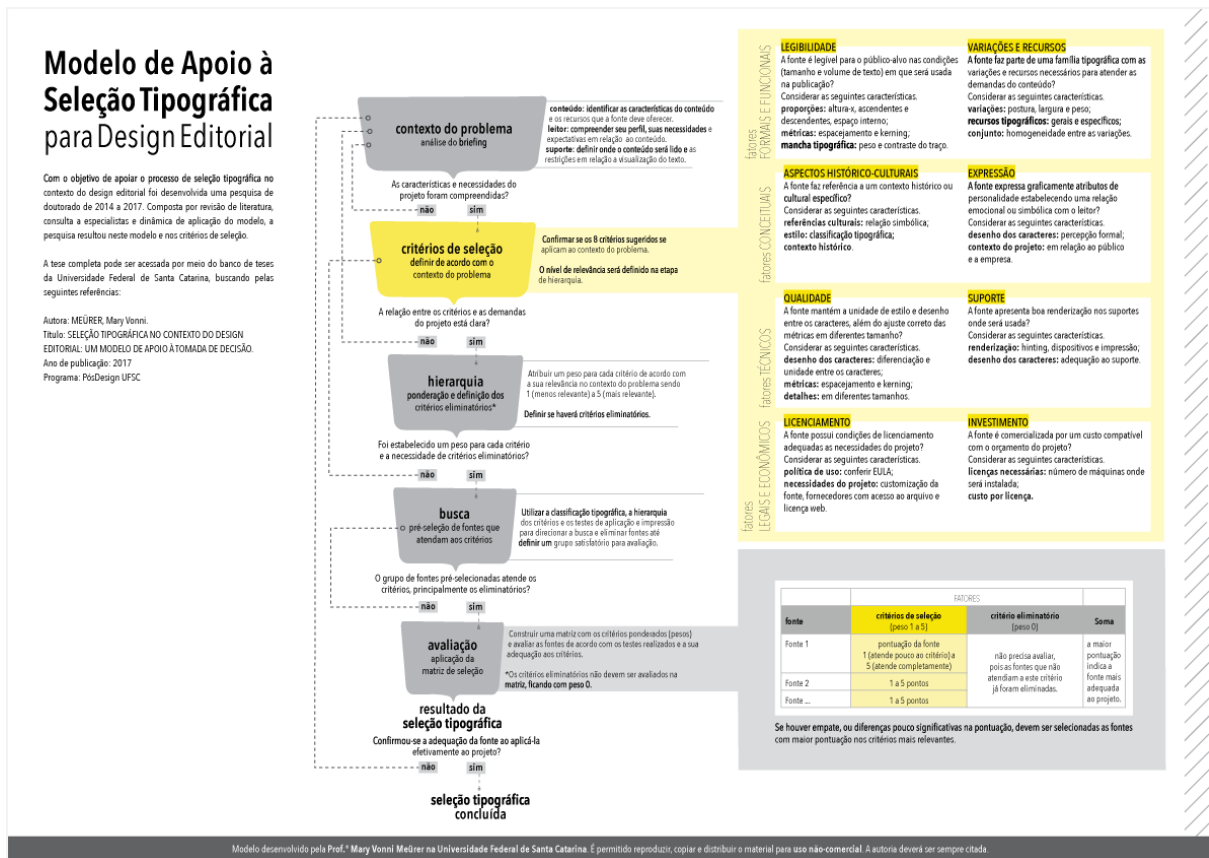 Modelo de Apoio à
Seleção Tipográfica
para Design Editorial
Com o objetivo de apoiar o processo de seleção tipográfica no
contexto do design editorial foi desenvolvida uma pesquisa de
doutorado de 2014 a 2017. Composta por revisão de literatura,
consulta a especialistas e dinâmica de aplicação do modelo, a
pesquisa resultou neste modelo e nos critérios de seleção.
A tese completa pode ser acessada por meio do banco de teses
da Universidade Federal de Santa Catarina, buscando pelas
seguintes referências:
Autora: MEÜRER, Mary Vonni.
Título: SELEÇÃO TIPOGRÁFICA NO CONTEXTO DO DESIGN
EDITORIAL: UM MODELO DE APOIO À TOMADA DE DECISÃO.
Ano de publicação: 2017
Programa: PósDesign UFSC
contexto do problema
análise do briefing
conteúdo: identificar as características do conteúdo
e os recursos que a fonte deve oferecer.
leitor: compreender seu perfil, suas necessidades e
expectativas em relação ao conteúdo.
suporte: definir onde o conteúdo será lido e as
restrições em relação a visualização do texto.
As características e necessidades do
projeto foram compreendidas?
não sim
critérios de seleção
definir de acordo com o
contexto do problema
Confirmar se os 8 critérios sugeridos se
aplicam ao contexto do problema.
O nível de relevância será definido na etapa
de hierarquia.
A relação entre os critérios e as demandas
do projeto está clara?
não sim
hierarquia
ponderação e definição dos
critérios eliminatórios*
Atribuir um peso para cada critério de acordo com
a sua relevância no contexto do problema sendo
1 (menos relevante) a 5 (mais relevante).
Definir se haverá critérios eliminatórios.
Foi estabelecido um peso para cada critério
e a necessidade de critérios eliminatórios?
não sim
busca
pré-seleção de fontes que
atendam aos critérios
Utilizar a classificação tipográfica, a hierarquia
dos critérios e os testes de aplicação e impressão
para direcionar a busca e eliminar fontes até
definir um grupo satisfatório para avaliação.
O grupo de fontes pré-selecionadas atende os
critérios, principalmente os eliminatórios?
não sim
avaliação
aplicação da
matriz de seleção
Construir uma matriz com os critérios ponderados (pesos)
e avaliar as fontes de acordo com os testes realizados e a sua
adequação aos critérios.
*Os critérios eliminatórios não devem ser avaliados na
matriz, ficando com peso 0.
resultado da
seleção tipográfica
Confirmou-se a adequação da fonte ao aplicá-la
efetivamente ao projeto?
não sim
seleção tipográfica
concluída
fatores
FORMAIS E FUNCIONAIS
LEGIBILIDADE
A fonte é legível para o público-alvo nas condições
(tamanho e volume de texto) em que será usada
na publicação?
Considerar as seguintes características.
proporções: altura-x, ascendentes e
descendentes, espaço interno;
métricas: espacejamento e kerning;
mancha tipográfica: peso e contraste do traço.
VARIAÇÕES E RECURSOS
A fonte faz parte de uma família tipográfica com as
variações e recursos necessários para atender as
demandas do conteúdo?
Considerar as seguintes características.
variações: postura, largura e peso;
recursos tipográficos: gerais e específicos;
conjunto: homogeneidade entre as variações.
fatores CONCEITUAIS
ASPECTOS HISTÓRICO-CULTURAIS
A fonte faz referência a um contexto histórico ou
cultural específico?
Considerar as seguintes características.
referências culturais: relação simbólica;
estilo: classificação tipográfica;
contexto histórico.
EXPRESSÃO
A fonte expressa graficamente atributos de
personalidade estabelecendo uma relação
emocional ou simbólica com o leitor?
Considerar as seguintes características.
desenho dos caracteres: percepção formal;
contexto do projeto: em relação ao público
e a empresa.
fatores TÉCNICOS
QUALIDADE
A fonte mantém a unidade de estilo e desenho
entre os caracteres, além do ajuste correto das
métricas em diferentes tamanho?
Considerar as seguintes características.
desenho dos caracteres: diferenciação e
unidade entre os caracteres;
métricas: espacejamento e kerning;
detalhes: em diferentes tamanhos.
SUPORTE
A fonte apresenta boa renderização nos suportes
onde será usada?
Considerar as seguintes características.
renderização: hinting, dispositivos e impressão;
desenho dos caracteres: adequação ao suporte.
fatores
LEGAIS E ECONÔMICOS
LICENCIAMENTO
A fonte possui condições de licenciamento
adequadas as necessidades do projeto?
Considerar as seguintes características.
política de uso: conferir EULA;
necessidades do projeto: customização da
fonte, fornecedores com acesso ao arquivo e
licença web.
INVESTIMENTO
A fonte é comercializada por um custo compatível
com o orçamento do projeto?
Considerar as seguintes características.
licenças necessárias: número de máquinas onde
será instalada;
custo por licença.
FATORES
fonte
critérios de seleção
(peso 1 a 5)
critério eliminatório
(peso 0)
Soma
Fonte 1
pontuação da fonte
1 (atende pouco ao critério) a
5 (atende completamente)
não precisa avaliar,
pois as fontes que não
atendiam a este critério
já foram eliminadas.
a maior
pontuação
indica a
fonte mais
adequada
ao projeto.
Fonte 2
1 a 5 pontos
Fonte ...
1 a 5 pontos
Se houver empate, ou diferenças pouco significativas na pontuação, devem ser selecionadas as fontes
com maior pontuação nos critérios mais relevantes.
Modelo desenvolvido pela Prof.ª Mary Vonni Meürer na Universidade Federal de Santa Catarina. É permitido reproduzir, copiar e distribuir o material para uso não-comercial. A autoria deverá ser sempre citada.